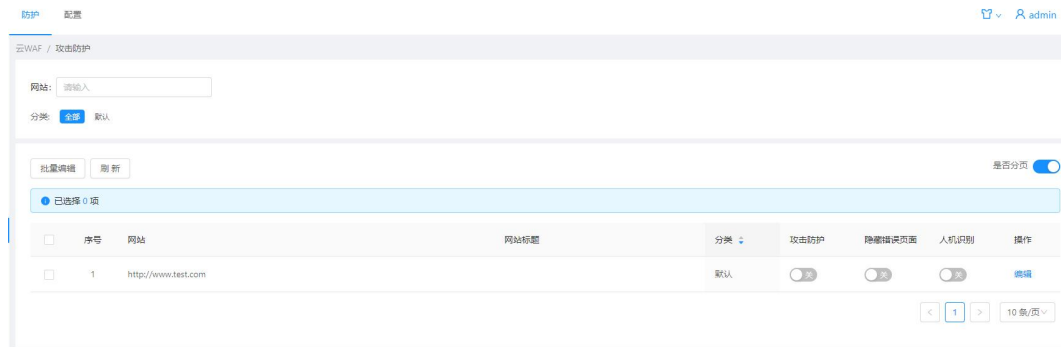 防护 配置 admin
云WAF / 攻击防护
网站: 请输入
分类: 全部 默认
批量编辑 刷新 是否分页
已选择 0 项
序号 网站 网站标题 分类 攻击防护 隐藏错误页面 人机识别 操作
1 http://www.test.com 默认 关 关 关 编辑
< 1 > 10 条/页